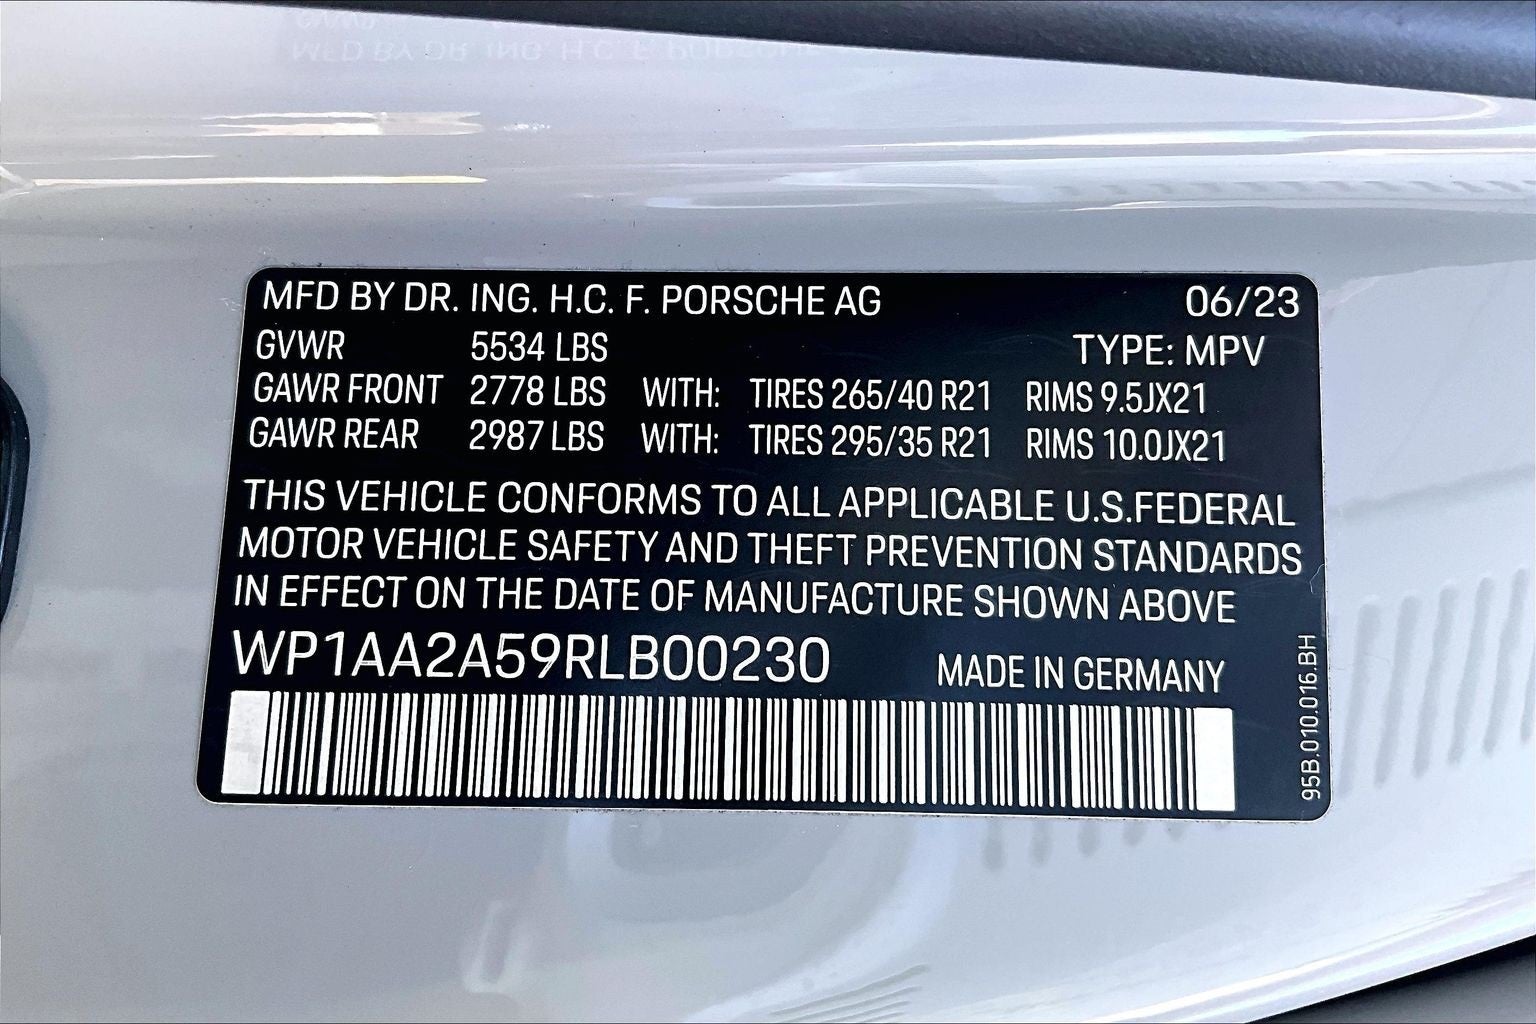 MFD BY DR. ING. H.C. F. PORSCHE AG 06/23
GVWR 5534 LBS TYPE: MPV
GAWR FRONT 2778 LBS WITH: TIRES 265/40 R21 RIMS 9.5JX21
GAWR REAR 2987 LBS WITH: TIRES 295/35 R21 RIMS 10.0JX21
THIS VEHICLE CONFORMS TO ALL APPLICABLE U.S.FEDERAL
MOTOR VEHICLE SAFETY AND THEFT PREVENTION STANDARDS
IN EFFECT ON THE DATE OF MANUFACTURE SHOWN ABOVE
WP1AA2A59RLB00230 MADE IN GERMANY
95B.010.016.BH